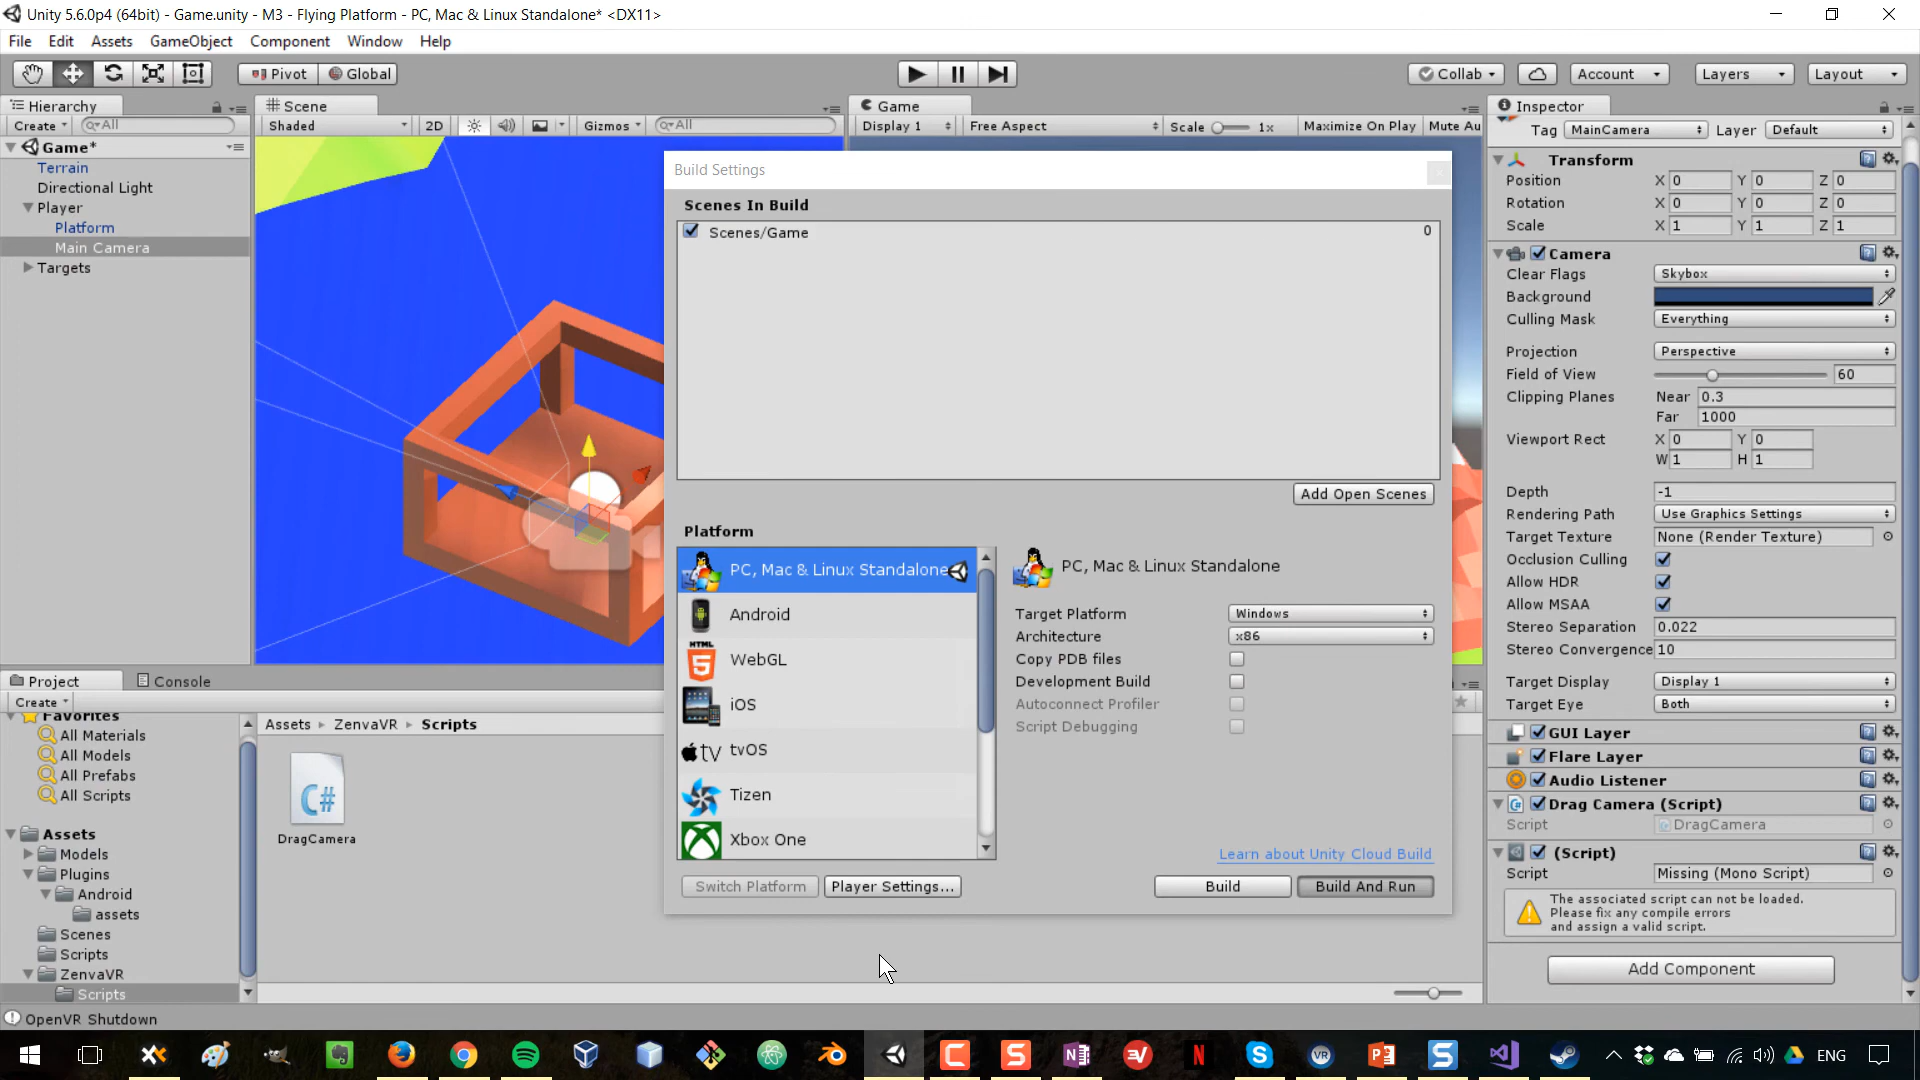 Unity 5.6.0p4 (64bit) - Game.unity - M3 - Flying Platform - PC, Mac & Linux Standalone* <DX11>
File Edit Assets GameObject Component Window Help
Pivot Global Collab Account Layers Layout
Hierarchy
Create All
Game*
Terrain
Directional Light
Player
Platform
Main Camera
Targets
Scene
Shaded 2D Gizmos All
Game
Display 1 Free Aspect Scale 1x Maximize On Play Mute Au
Build Settings
Scenes In Build
Scenes/Game 0
Add Open Scenes
Platform
PC, Mac & Linux Standalone
Android
HTML
5
WebGL
iOS
tv
tvOS
Tizen
Xbox One
PC, Mac & Linux Standalone
Target Platform Windows
Architecture x86
Copy PDB files
Development Build
Autoconnect Profiler
Script Debugging
Learn about Unity Cloud Build
Switch Platform Player Settings... Build Build And Run
Inspector
Tag MainCamera Layer Default
Transform
Position X 0 Y 0 Z 0
Rotation X 0 Y 0 Z 0
Scale X 1 Y 1 Z 1
Camera
Clear Flags Skybox
Background
Culling Mask Everything
Projection Perspective
Field of View 60
Clipping Planes Near 0.3
Far 1000
Viewport Rect X 0 Y 0
W 1 H 1
Depth -1
Rendering Path Use Graphics Settings
Target Texture None (Render Texture)
Occlusion Culling
Allow HDR
Allow MSAA
Stereo Separation 0.022
Stereo Convergence 10
Target Display Display 1
Target Eye Both
GUI Layer
Flare Layer
Audio Listener
Drag Camera (Script)
Script DragCamera
(Script)
Script Missing (Mono Script)
The associated script can not be loaded.
Please fix any compile errors
and assign a valid script.
Add Component
Project Console
Create
Favorites
All Materials
All Models
All Prefabs
All Scripts
Assets
Models
Plugins
Android
assets
Scenes
Scripts
ZenvaVR
Scripts
Assets ZenvaVR Scripts
C#
DragCamera
OpenVR Shutdown
ENG